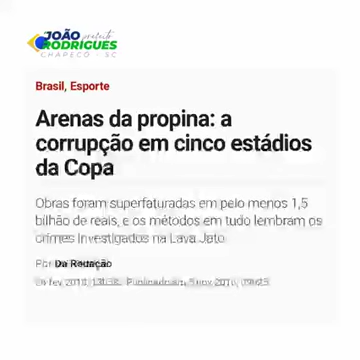 JOÃO prefeito
RODRIGUES
CHAPECÓ - SC
Brasil, Esporte
Arenas da propina: a
corrupção em cinco estádios
da Copa
Obras foram superfaturadas em pelo menos 1,5
bilhão de reais, e os métodos em tudo lembram os
crimes investigados na Lava Jato
Por Da Redação